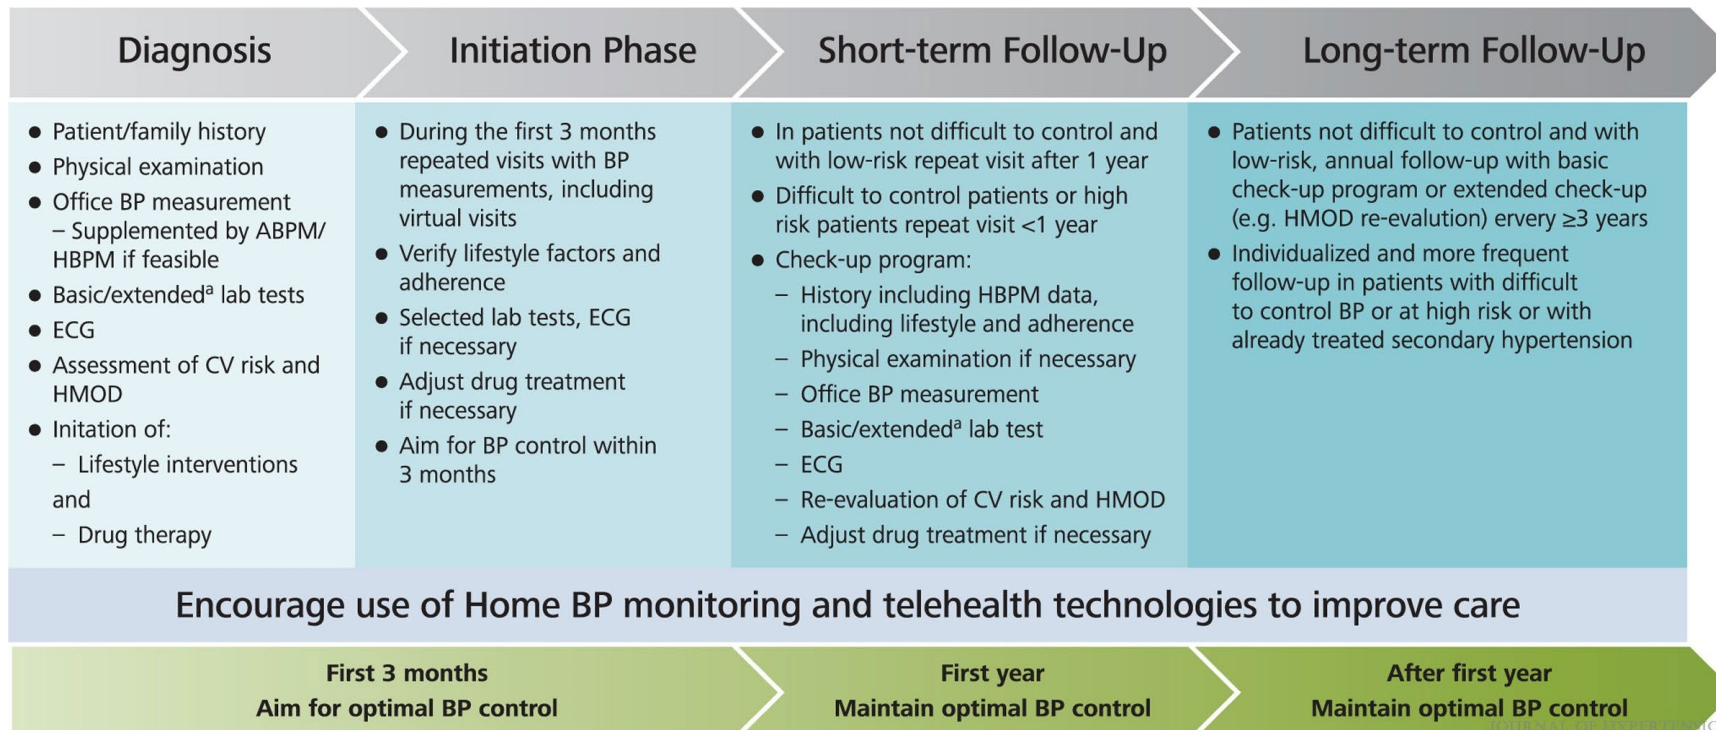 Diagnosis
Initiation Phase
Short-term Follow-Up
Long-term Follow-Up
● Patient/family history
● Physical examination
● Office BP measurement
– Supplemented by ABPM/
HBPM if feasible
● Basic/extendedᵃ lab tests
● ECG
● Assessment of CV risk and
HMOD
● Initation of:
– Lifestyle interventions
and
– Drug therapy
● During the first 3 months
repeated visits with BP
measurements, including
virtual visits
● Verify lifestyle factors and
adherence
● Selected lab tests, ECG
if necessary
● Adjust drug treatment
if necessary
● Aim for BP control within
3 months
● In patients not difficult to control and
with low-risk repeat visit after 1 year
● Difficult to control patients or high
risk patients repeat visit <1 year
● Check-up program:
– History including HBPM data,
including lifestyle and adherence
– Physical examination if necessary
– Office BP measurement
– Basic/extendedᵃ lab test
– ECG
– Re-evaluation of CV risk and HMOD
– Adjust drug treatment if necessary
● Patients not difficult to control and with
low-risk, annual follow-up with basic
check-up program or extended check-up
(e.g. HMOD re-evalution) ervery ≥3 years
● Individualized and more frequent
follow-up in patients with difficult
to control BP or at high risk or with
already treated secondary hypertension
Encourage use of Home BP monitoring and telehealth technologies to improve care
First 3 months
Aim for optimal BP control
First year
Maintain optimal BP control
After first year
Maintain optimal BP control
JOURNAL OF